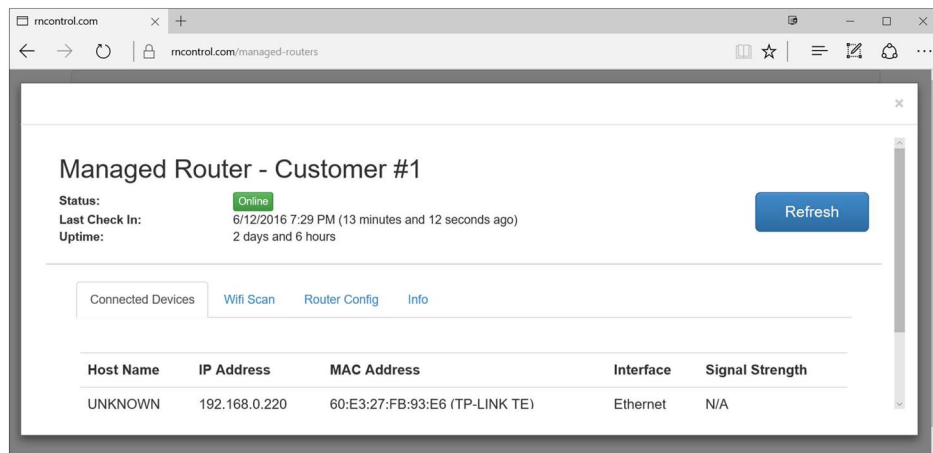 rncontrol.com
rncontrol.com/managed-routers
Managed Router - Customer #1
Status: Online
Last Check In: 6/12/2016 7:29 PM (13 minutes and 12 seconds ago)
Uptime: 2 days and 6 hours
Refresh
Connected Devices Wifi Scan Router Config Info
Host Name IP Address MAC Address Interface Signal Strength
UNKNOWN 192.168.0.220 60:E3:27:FB:93:E6 (TP-LINK TE) Ethernet N/A